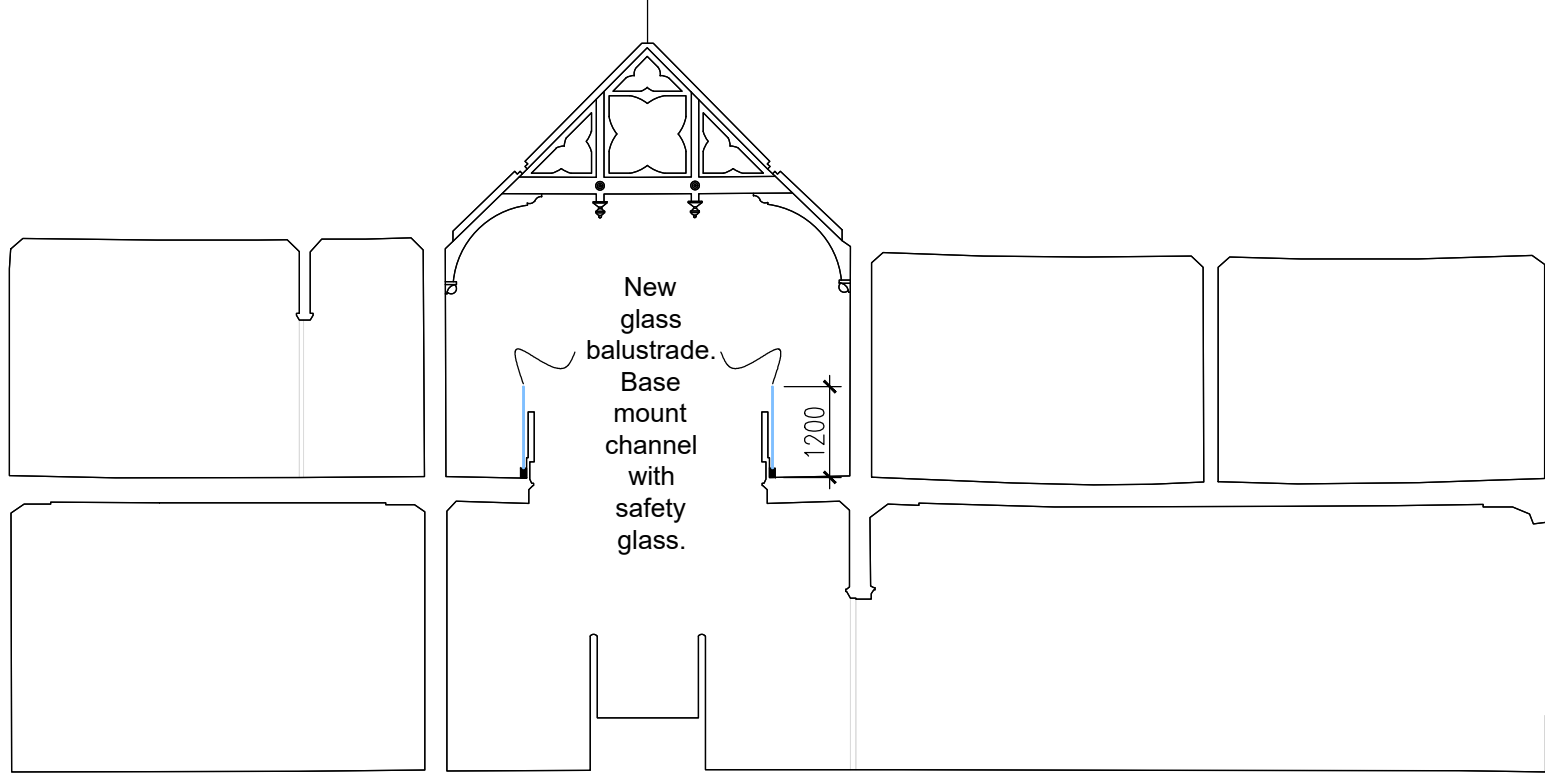 New
glass
balustrade.
Base
mount
channel
with
safety
glass.
1200